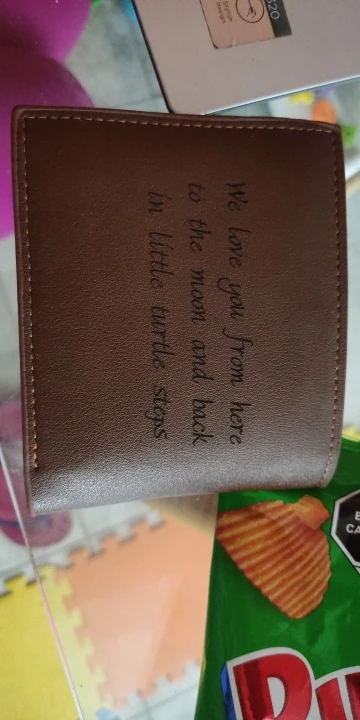 We love you from here
to the moon and back
in little turtle steps